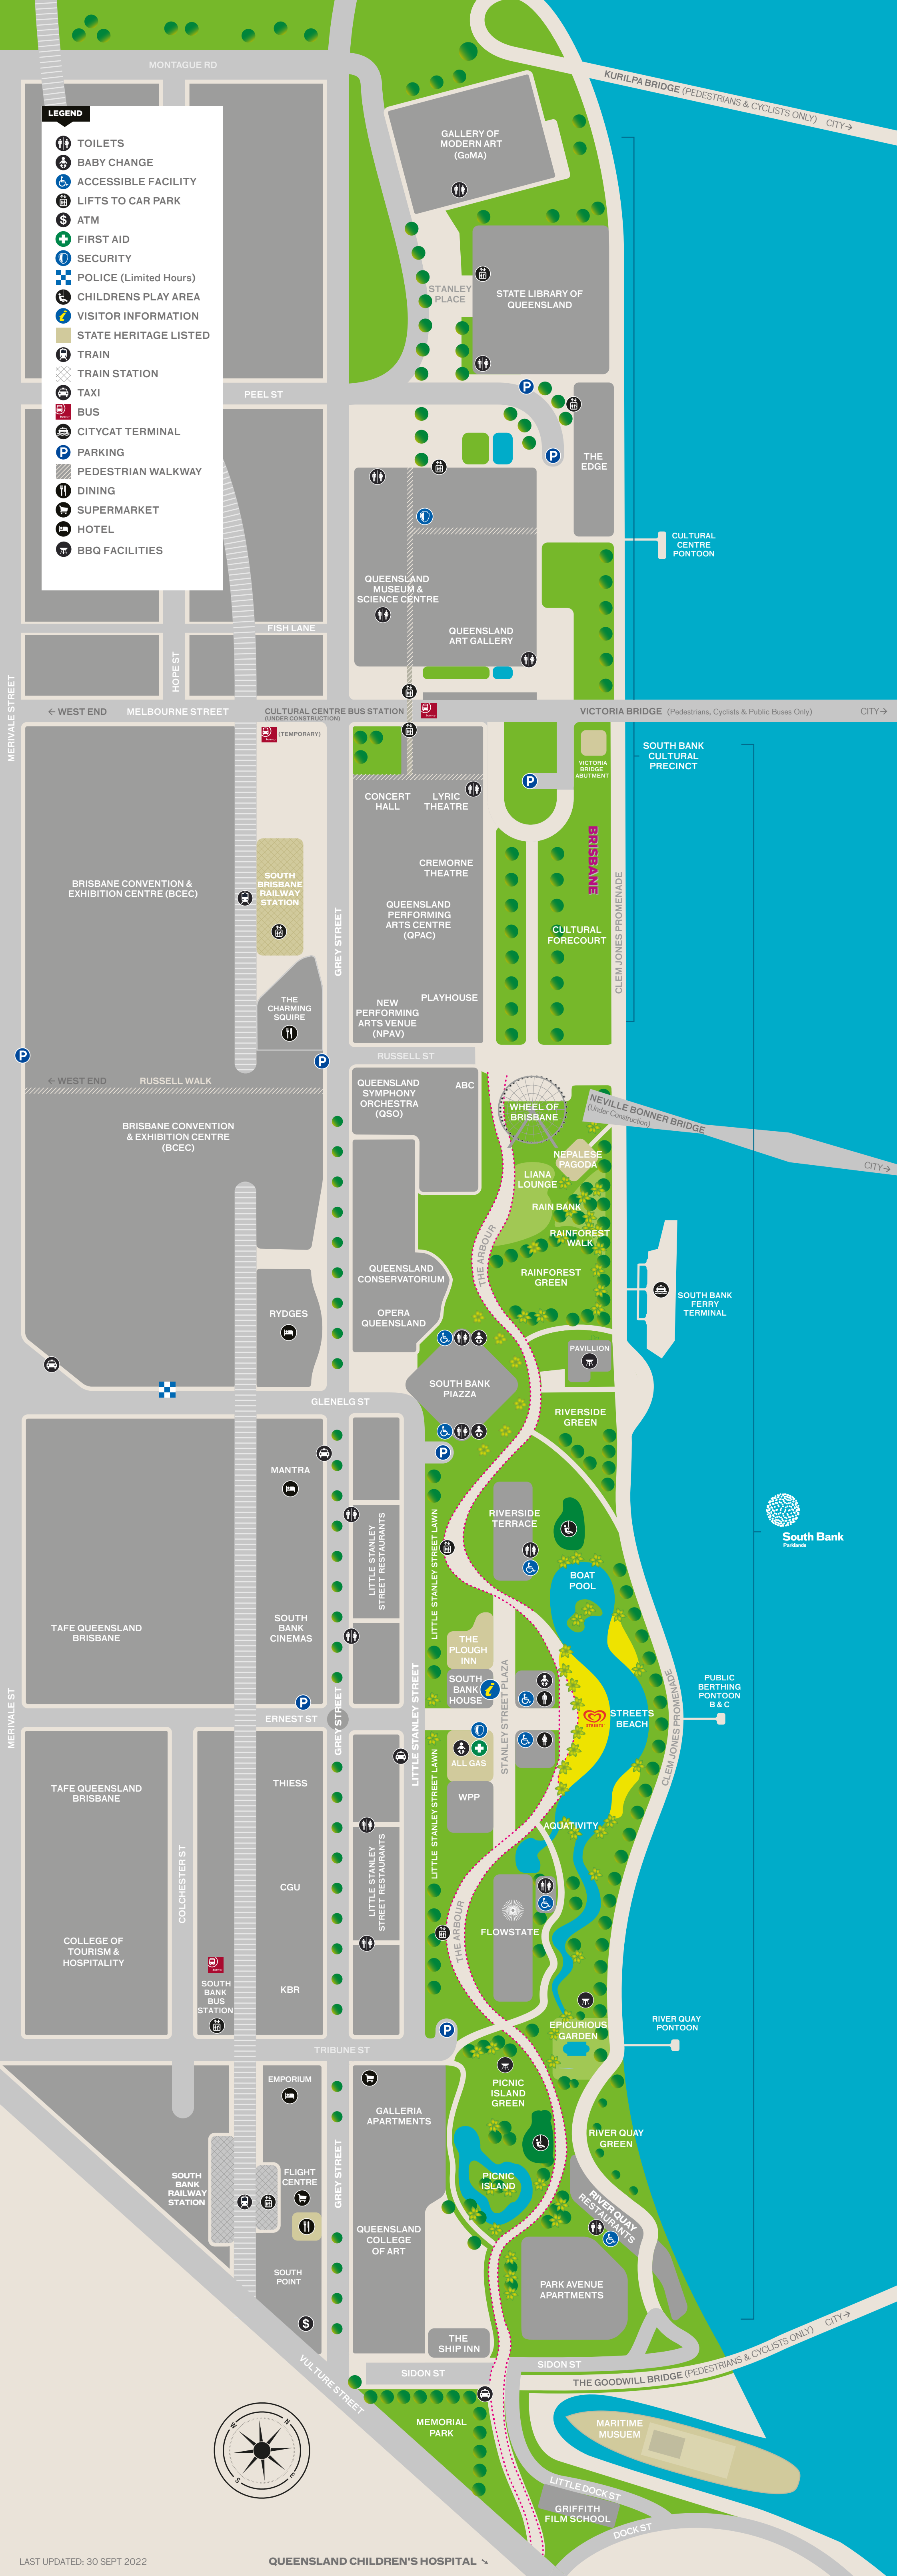 MONTAGUE RD
KURILPA BRIDGE (PEDESTRIANS & CYCLISTS ONLY) CITY→
LEGEND
TOILETS
BABY CHANGE
ACCESSIBLE FACILITY
LIFTS TO CAR PARK
ATM
FIRST AID
SECURITY
POLICE (Limited Hours)
CHILDRENS PLAY AREA
VISITOR INFORMATION
STATE HERITAGE LISTED
TRAIN
TRAIN STATION
TAXI
BUS
CITYCAT TERMINAL
PARKING
PEDESTRIAN WALKWAY
DINING
SUPERMARKET
HOTEL
BBQ FACILITIES
GALLERY OF
MODERN ART
(GoMA)
STANLEY
PLACE
STATE LIBRARY OF
QUEENSLAND
PEEL ST
THE
EDGE
CULTURAL
CENTRE
PONTOON
QUEENSLAND
MUSEUM &
SCIENCE CENTRE
QUEENSLAND
ART GALLERY
FISH LANE
HOPE ST
MERIVALE STREET
← WEST END
MELBOURNE STREET
CULTURAL CENTRE BUS STATION
(UNDER CONSTRUCTION)
VICTORIA BRIDGE (Pedestrians, Cyclists & Public Buses Only)
CITY→
(TEMPORARY)
VICTORIA
BRIDGE
ABUTMENT
SOUTH BANK
CULTURAL
PRECINCT
CONCERT
HALL
LYRIC
THEATRE
BRISBANE
CREMORNE
THEATRE
BRISBANE CONVENTION &
EXHIBITION CENTRE (BCEC)
SOUTH
BRISBANE
RAILWAY
STATION
QUEENSLAND
PERFORMING
ARTS CENTRE
(QPAC)
GREY STREET
CULTURAL
FORECOURT
CLEM JONES PROMENADE
THE
CHARMING
SQUIRE
PLAYHOUSE
NEW
PERFORMING
ARTS VENUE
(NPAV)
RUSSELL ST
← WEST END
RUSSELL WALK
QUEENSLAND
SYMPHONY
ORCHESTRA
(QSO)
ABC
WHEEL OF
BRISBANE
NEVILLE BONNER BRIDGE
(Under Construction)
CITY→
BRISBANE CONVENTION
& EXHIBITION CENTRE
(BCEC)
NEPALESE
PAGODA
LIANA
LOUNGE
RAIN BANK
RAINFOREST
WALK
THE ARBOUR
RAINFOREST
GREEN
QUEENSLAND
CONSERVATORIUM
OPERA
QUEENSLAND
RYDGES
SOUTH BANK
FERRY
TERMINAL
PAVILLION
SOUTH BANK
PIAZZA
GLENELG ST
RIVERSIDE
GREEN
MANTRA
RIVERSIDE
TERRACE
LITTLE STANLEY
STREET RESTAURANTS
LITTLE STANLEY STREET LAWN
South Bank
Parklands
BOAT
POOL
TAFE QUEENSLAND
BRISBANE
SOUTH
BANK
CINEMAS
THE
PLOUGH
INN
SOUTH
BANK
HOUSE
STANLEY STREET PLAZA
PUBLIC
BERTHING
PONTOON
B & C
STREETS
STREETS
BEACH
CLEM JONES PROMENADE
MERIVALE ST
ERNEST ST
GREY STREET
LITTLE STANLEY STREET
ALL GAS
TAFE QUEENSLAND
BRISBANE
THIESS
WPP
AQUATIVITY
LITTLE STANLEY STREET LAWN
LITTLE STANLEY
STREET RESTAURANTS
COLCHESTER ST
CGU
THE ARBOUR
FLOWSTATE
COLLEGE OF
TOURISM &
HOSPITALITY
SOUTH
BANK
BUS
STATION
KBR
EPICURIOUS
GARDEN
RIVER QUAY
PONTOON
TRIBUNE ST
EMPORIUM
PICNIC
ISLAND
GREEN
GALLERIA
APARTMENTS
RIVER QUAY
GREEN
SOUTH
BANK
RAILWAY
STATION
FLIGHT
CENTRE
GREY STREET
PICNIC
ISLAND
RIVER QUAY
RESTAURANTS
QUEENSLAND
COLLEGE
OF ART
SOUTH
POINT
PARK AVENUE
APARTMENTS
THE
SHIP INN
SIDON ST
SIDON ST
VULTURE STREET
THE GOODWILL BRIDGE (PEDESTRIANS & CYCLISTS ONLY) CITY→
MEMORIAL
PARK
MARITIME
MUSUEM
N
W
E
S
LITTLE DOCK ST
GRIFFITH
FILM SCHOOL
DOCK ST
LAST UPDATED: 30 SEPT 2022
QUEENSLAND CHILDREN'S HOSPITAL ↘